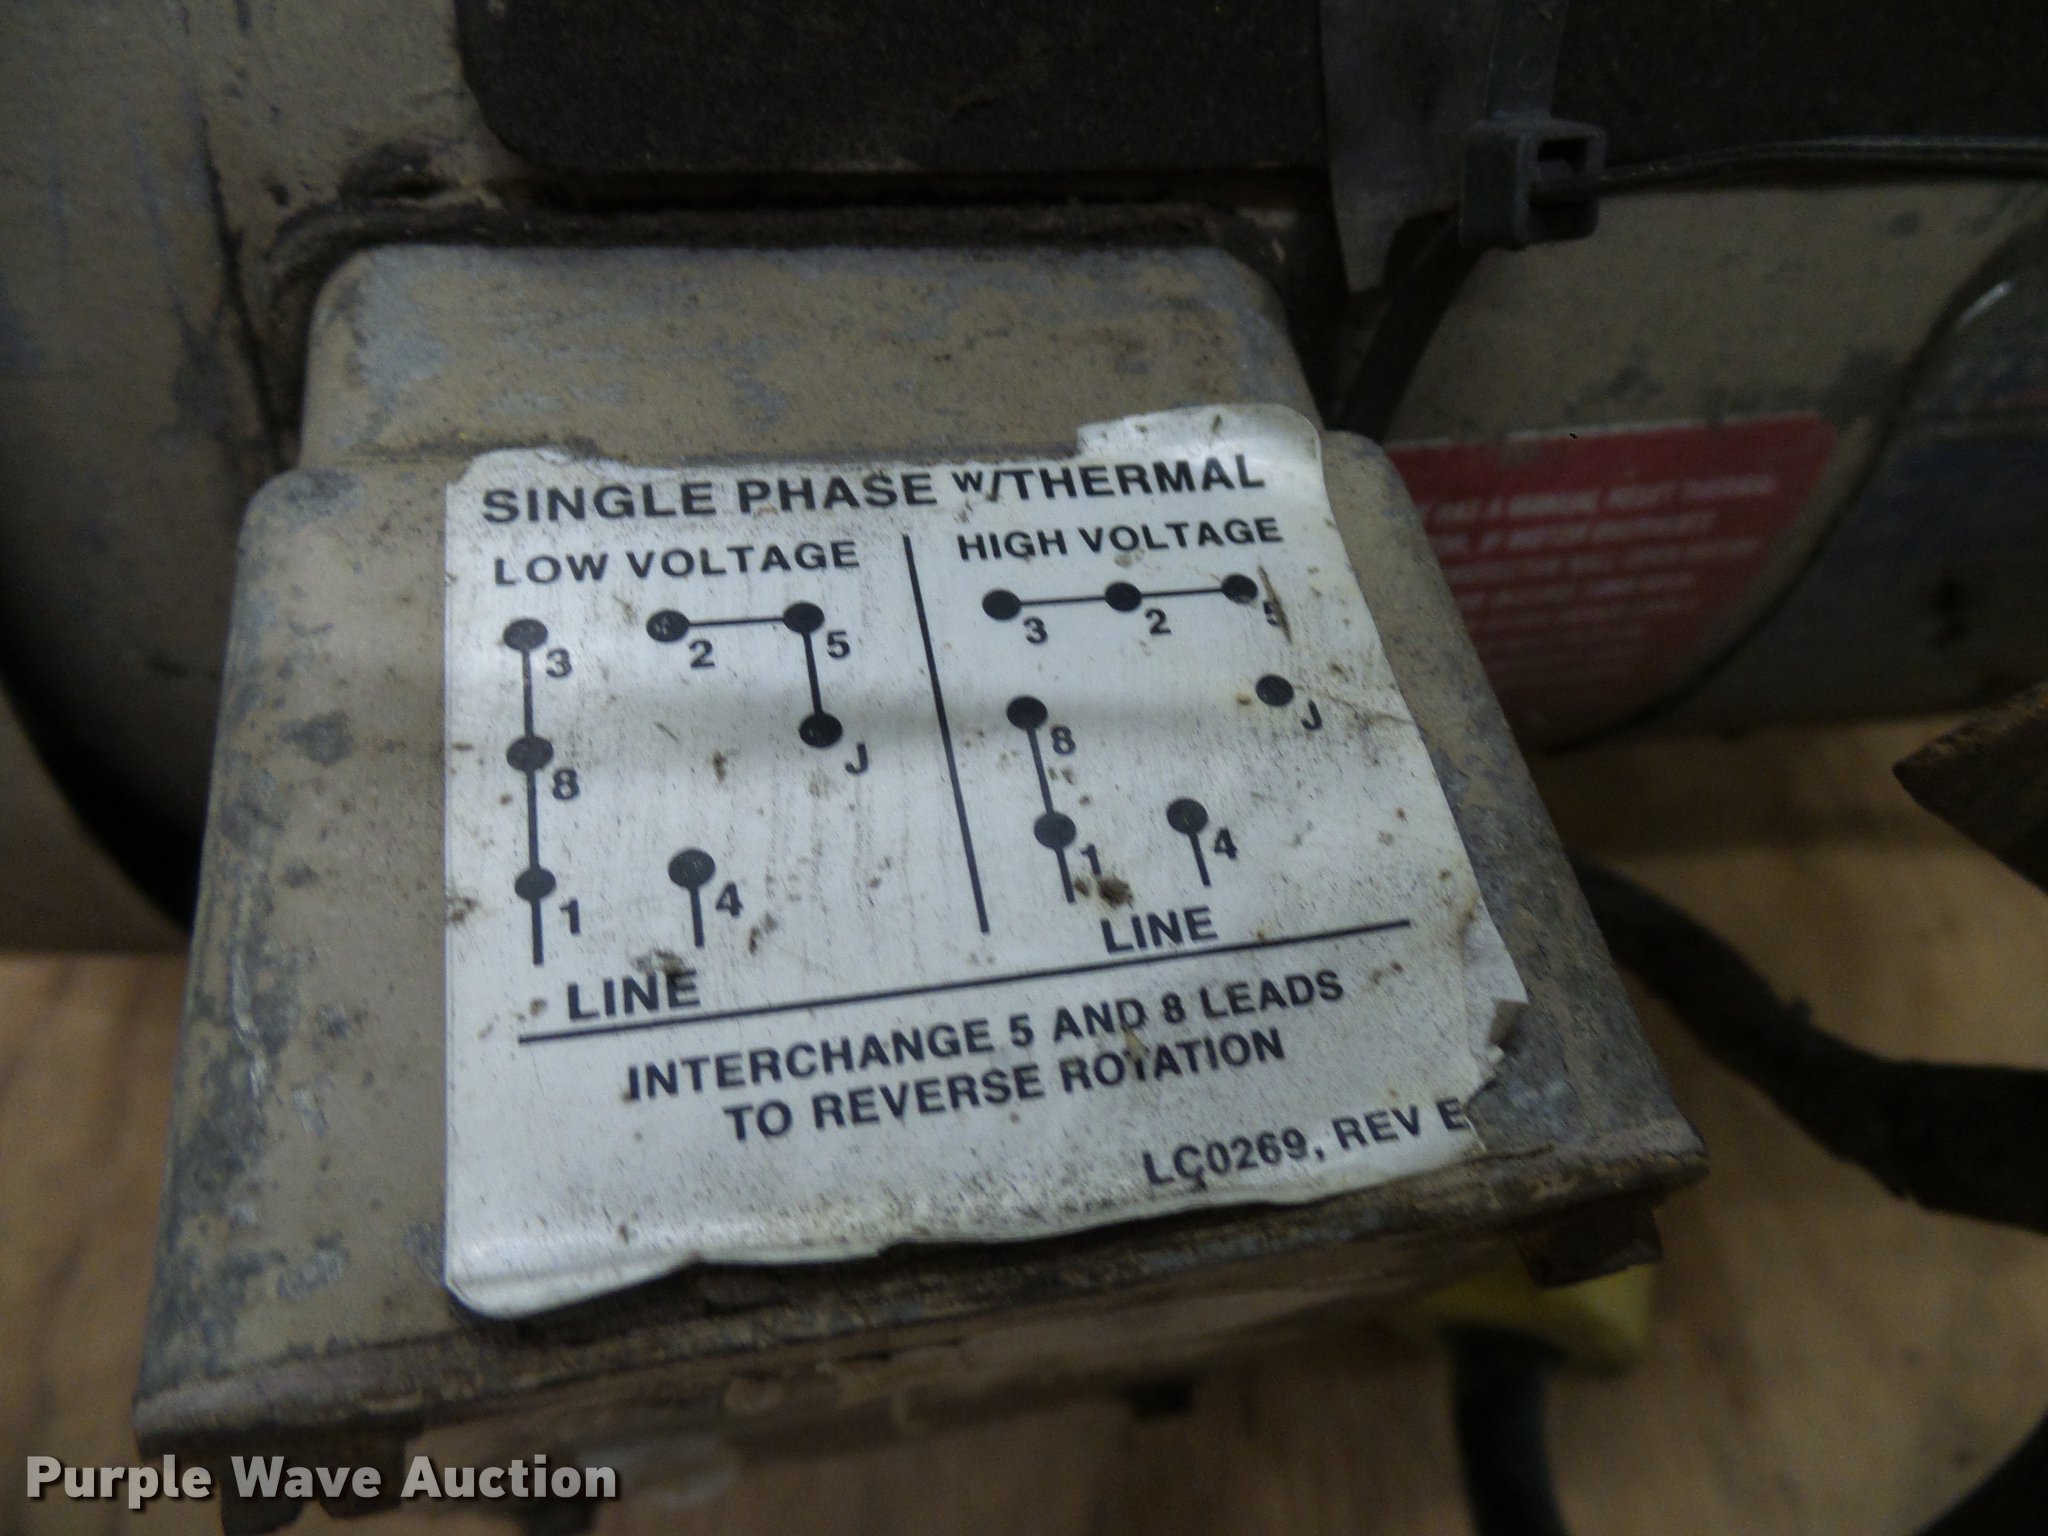 SINGLE PHASE W/THERMAL
LOW VOLTAGE
3
2
5
8
J
1
4
LINE
HIGH VOLTAGE
3
2
5
J
8
1
4
LINE
INTERCHANGE 5 AND 8 LEADS
TO REVERSE ROTATION
LC0269, REV E
Purple Wave Auction